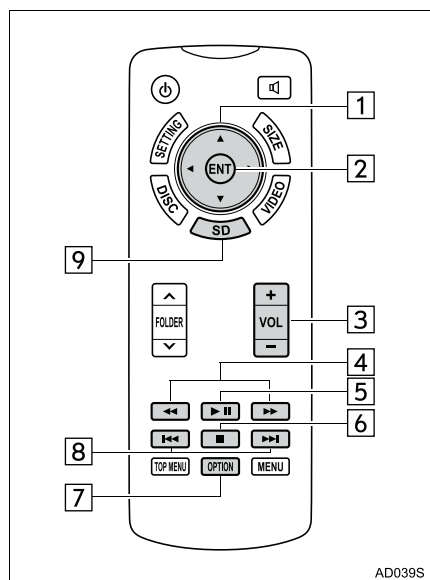 1
SETTING
SIZE
ENT
2
DISC
VIDEO
SD
9
FOLDER
+
VOL
−
3
4
5
6
8
TOP MENU
OPTION
MENU
7
AD039S